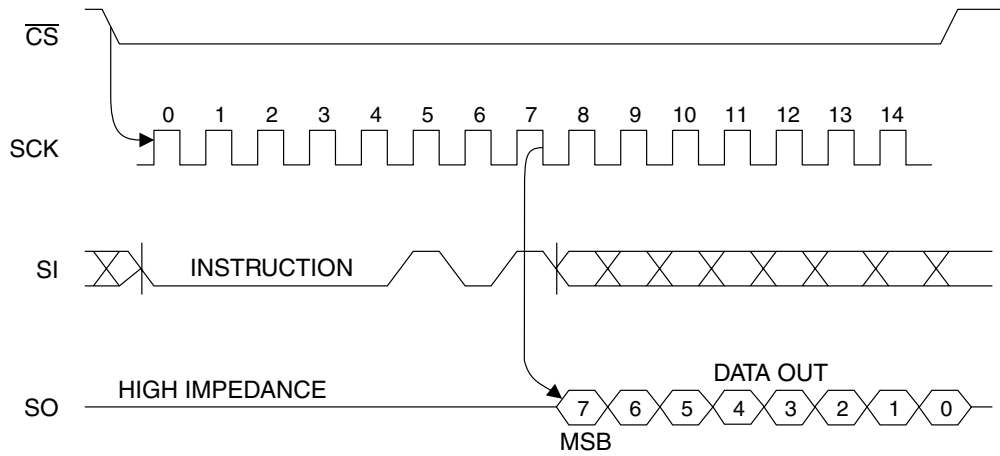 CS
0 1 2 3 4 5 6 7 8 9 10 11 12 13 14
SCK
SI
INSTRUCTION
HIGH IMPEDANCE
DATA OUT
SO
7 6 5 4 3 2 1 0
MSB